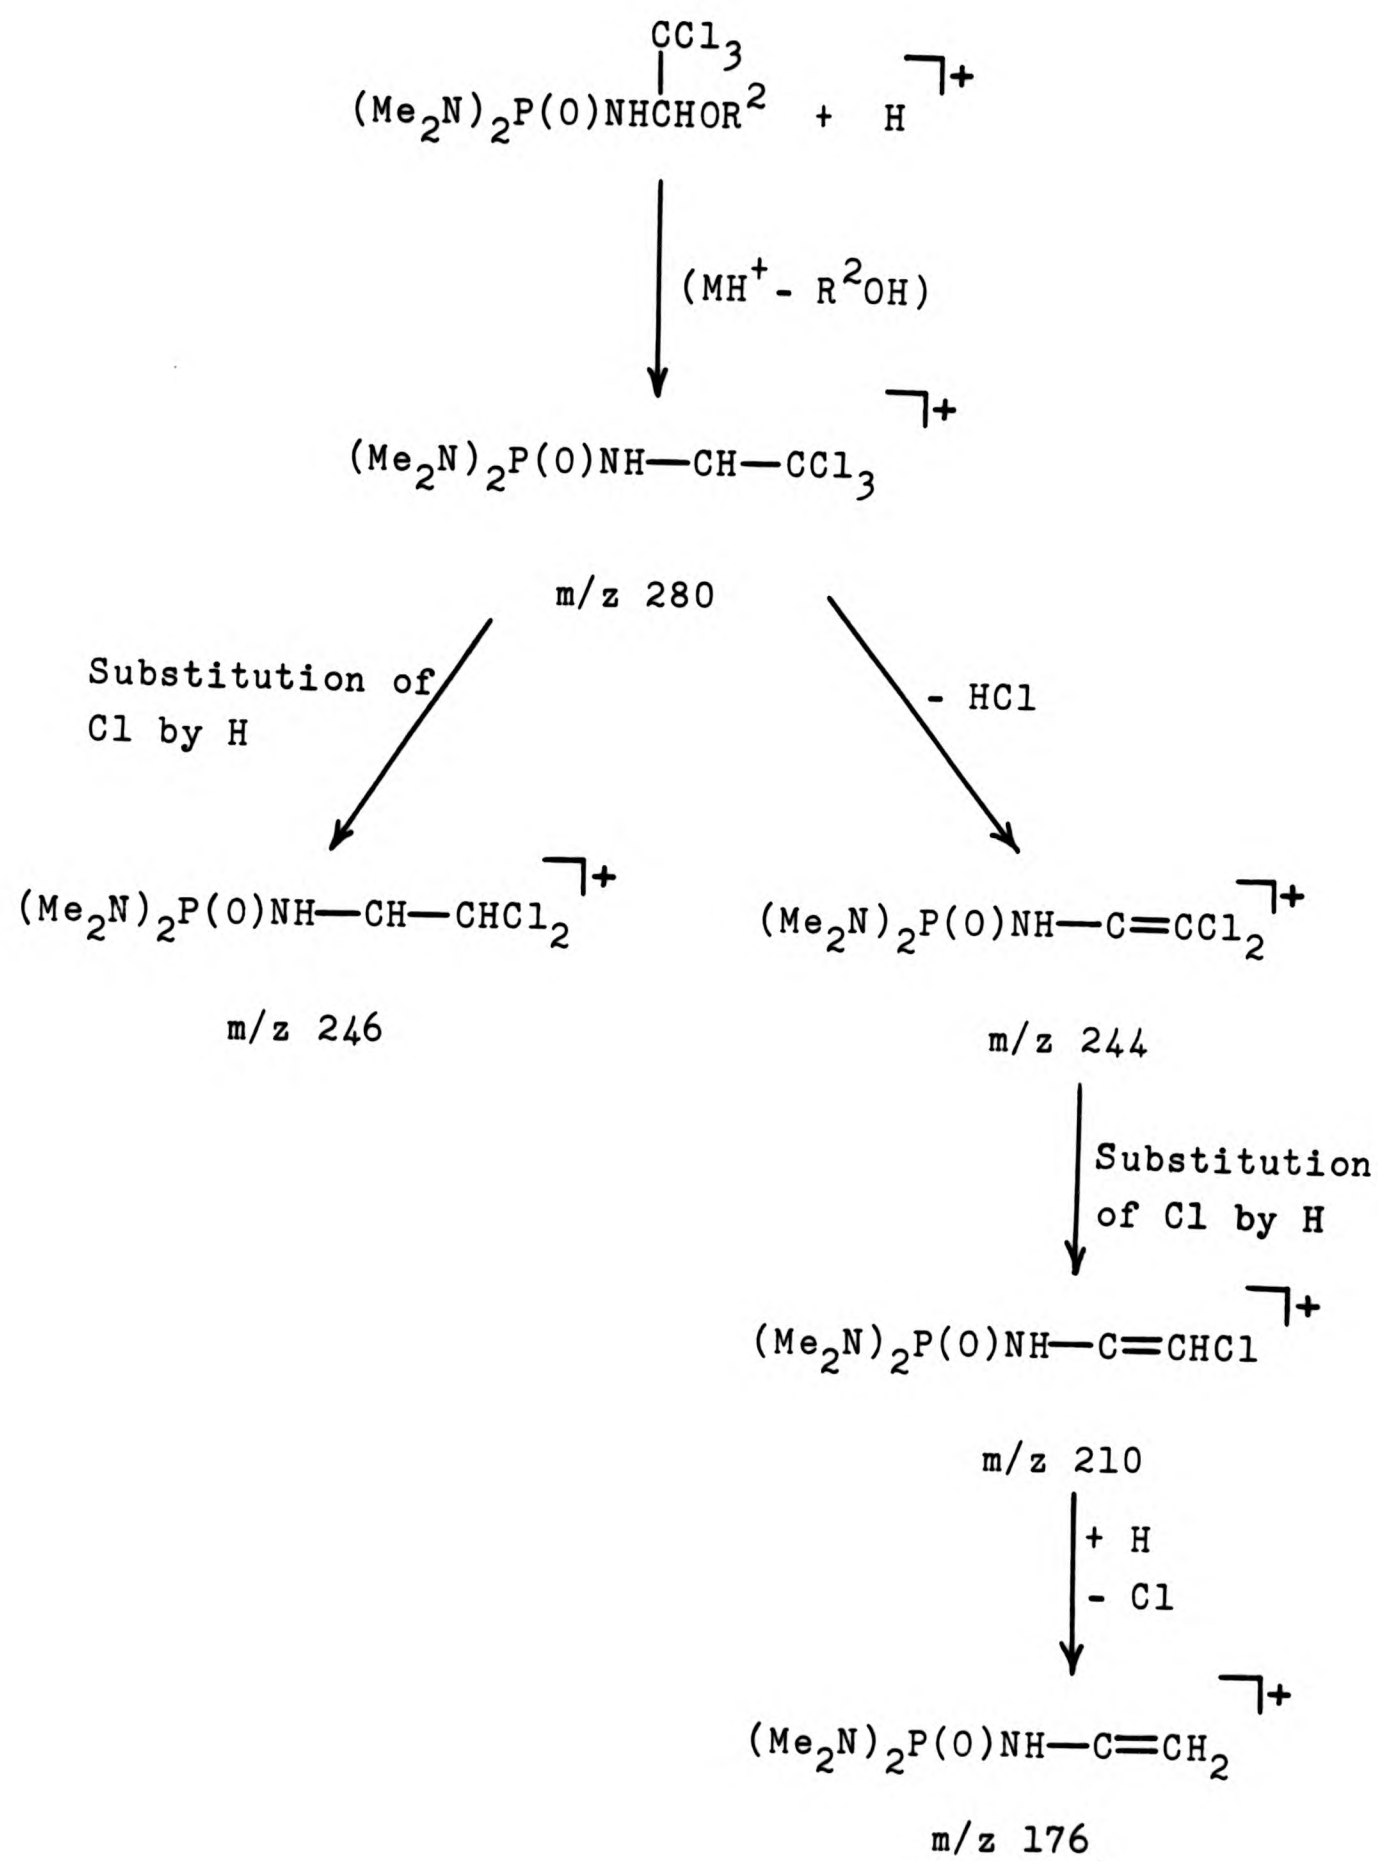 CCl3
(Me2N)2P(O)NHCHOR2 + H ⌝+
(MH+ - R2OH)
(Me2N)2P(O)NH—CH—CCl3 ⌝+
m/z 280
Substitution of
Cl by H
- HCl
(Me2N)2P(O)NH—CH—CHCl2 ⌝+
m/z 246
(Me2N)2P(O)NH—C=CCl2 ⌝+
m/z 244
Substitution
of Cl by H
(Me2N)2P(O)NH—C=CHCl ⌝+
m/z 210
+ H
- Cl
(Me2N)2P(O)NH—C=CH2 ⌝+
m/z 176